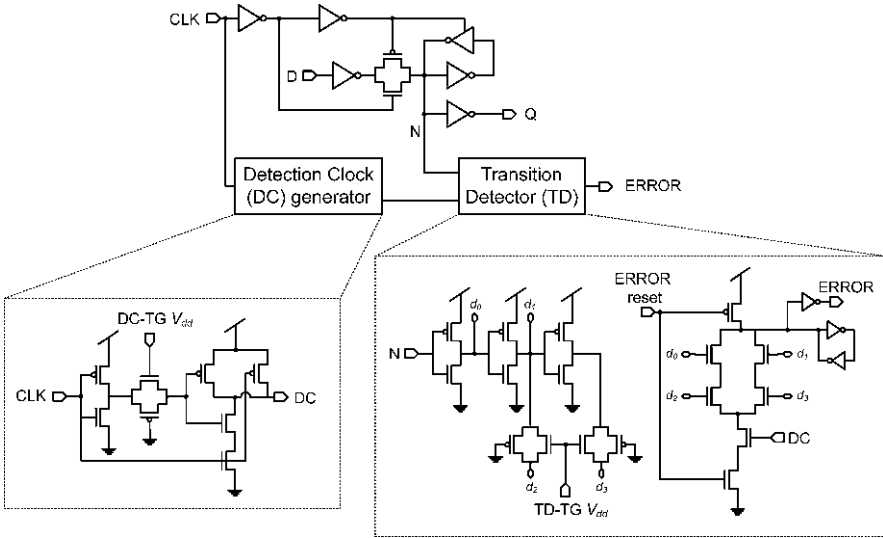 CLK
D
Q
N
Detection Clock
(DC) generator
Transition
Detector (TD)
ERROR
DC-TG Vdd
CLK
DC
N
d0
d1
d2
d3
TD-TG Vdd
ERROR
reset
ERROR
d0
d1
d2
d3
DC